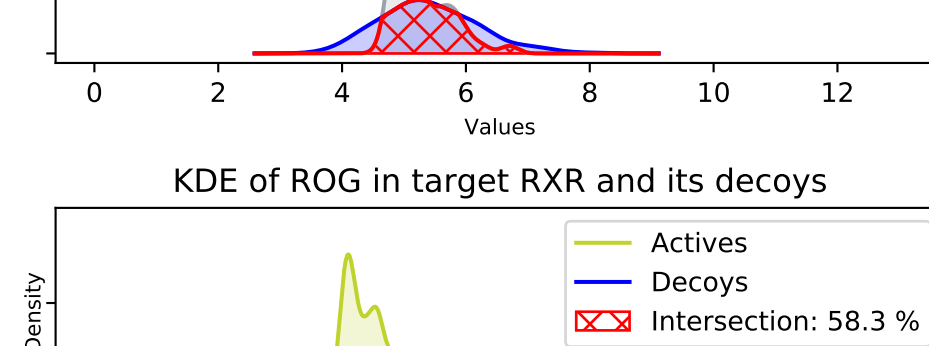 0 2 4 6 8 10 12
Values
KDE of ROG in target RXR and its decoys
Density
Actives
Decoys
Intersection: 58.3 %